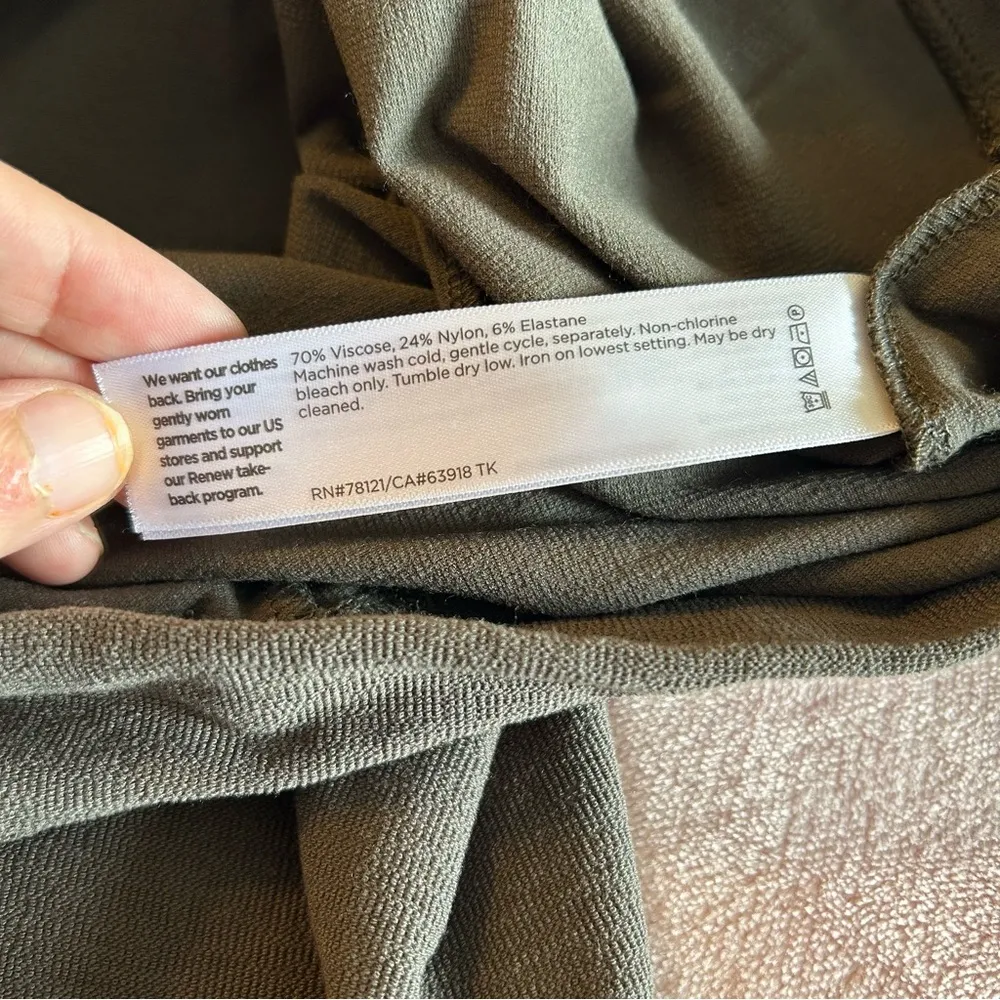 We want our clothes
back. Bring your
gently worn
garments to our US
stores and support
our Renew take-
back program.
70% Viscose, 24% Nylon, 6% Elastane
Machine wash cold, gentle cycle, separately. Non-chlorine
bleach only. Tumble dry low. Iron on lowest setting. May be dry
cleaned.
RN#78121/CA#63918 TK
P